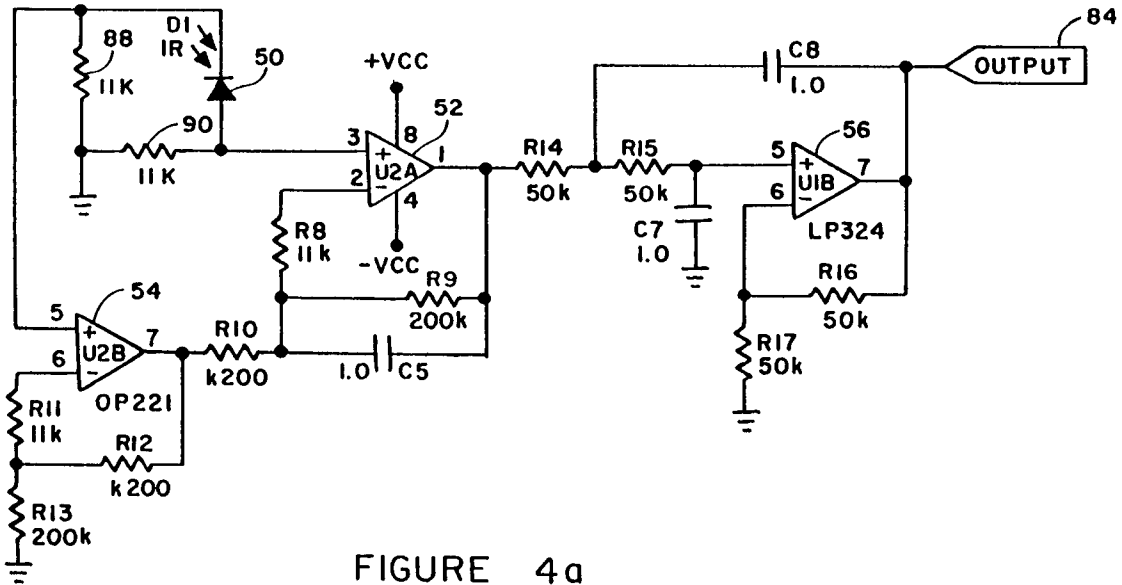 84
D1
IR
88
50
11K
+VCC
C8
1.0
OUTPUT
90
11K
52
3
+
8
U2A
1
2
-
4
-VCC
R14
50k
R15
50k
56
5
+
U1B
7
6
-
LP324
C7
1.0
R8
11k
R9
200k
R16
50k
54
5
+
U2B
7
6
-
OP221
R10
k200
1.0
C5
R17
50k
R11
11k
R12
k200
R13
200k
FIGURE 4a